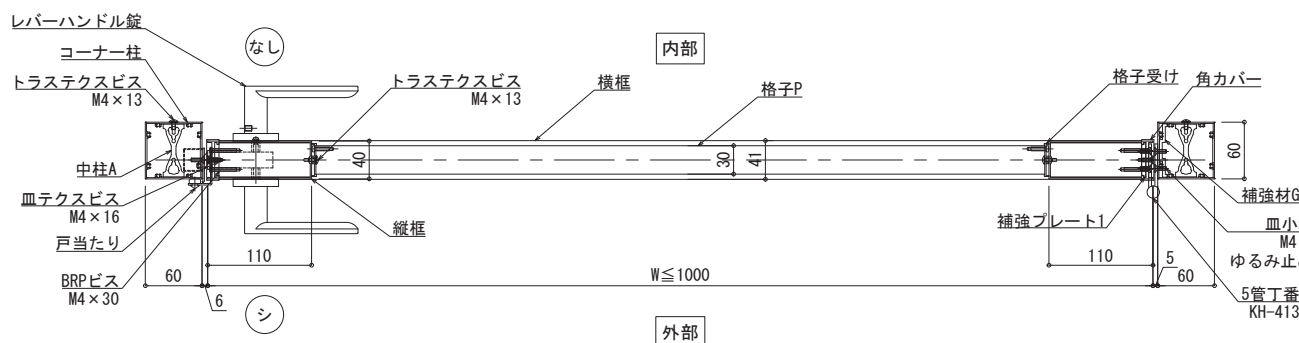 レバーハンドル錠
なし
内部
コーナー柱
トラステクスビス
M4×13
トラステクスビス
M4×13
横框
格子P
格子受け
角カバー
40
30
41
60
中柱A
皿テクスビス
M4×16
戸当たり
BRPビス
M4×30
縦框
補強プレート1
補強材G
皿小
M4
ゆるみ止
5管丁番
KH-413
60
6
110
W≦1000
110
5
60
シ
外部